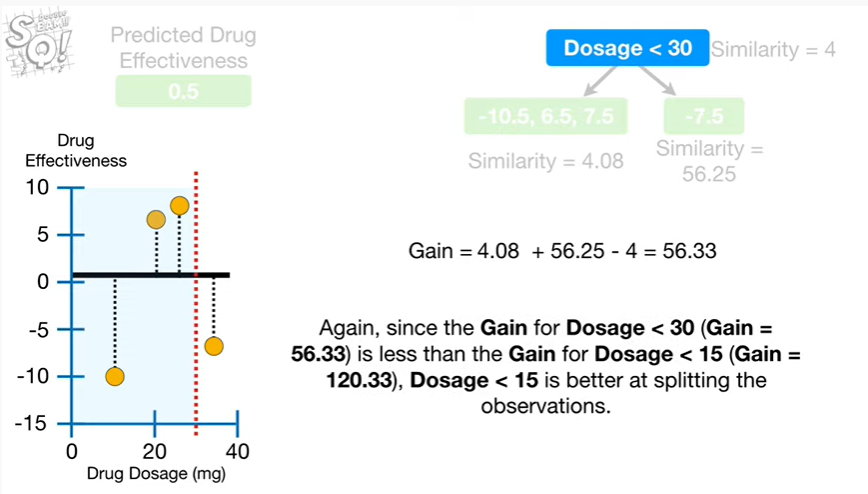 SQ!
DOUBLE
BAM!!
Predicted Drug
Effectiveness
0.5
Dosage < 30
Similarity = 4
-10.5, 6.5, 7.5
-7.5
Similarity = 4.08
Similarity =
56.25
Drug
Effectiveness
10
5
0
-5
-10
-15
0
20
40
Drug Dosage (mg)
Gain = 4.08 + 56.25 - 4 = 56.33
Again, since the Gain for Dosage < 30 (Gain =
56.33) is less than the Gain for Dosage < 15 (Gain =
120.33), Dosage < 15 is better at splitting the
observations.